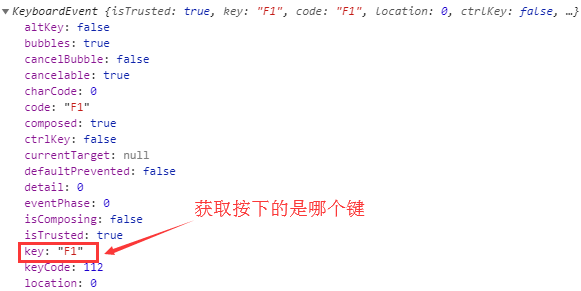 ▼ KeyboardEvent {isTrusted: true, key: "F1", code: "F1", location: 0, ctrlKey: false, …}
altKey: false
bubbles: true
cancelBubble: false
cancelable: true
charCode: 0
code: "F1"
composed: true
ctrlKey: false
currentTarget: null
defaultPrevented: false
detail: 0
eventPhase: 0
获取按下的是哪个键
isComposing: false
isTrusted: true
key: "F1"
keyCode: 112
location: 0